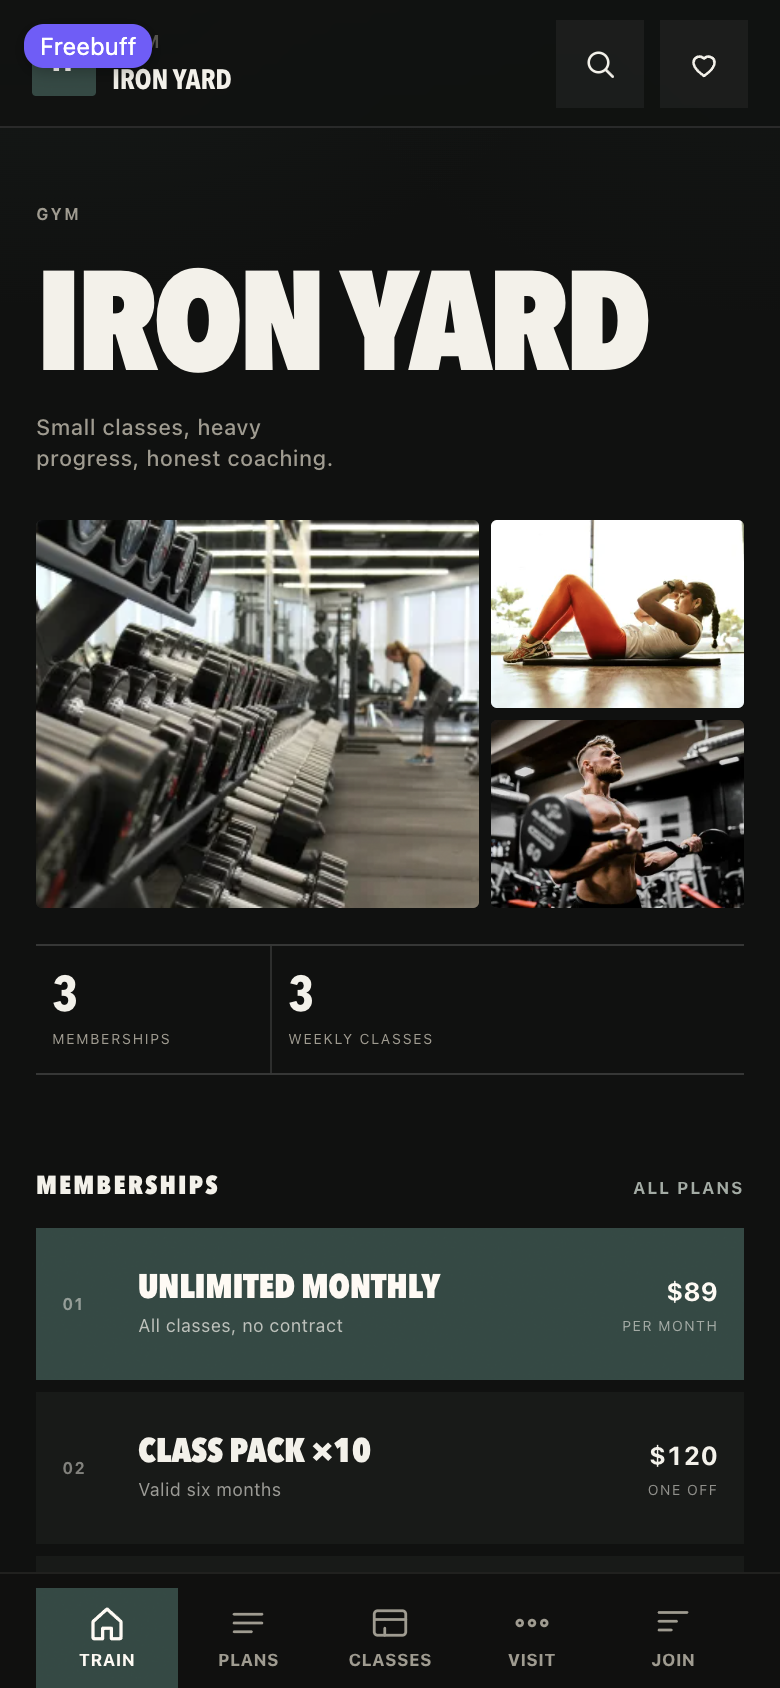 Freebuff
IRON YARD
GYM
IRON YARD
Small classes, heavy
progress, honest coaching.
60
3
MEMBERSHIPS
3
WEEKLY CLASSES
MEMBERSHIPS
ALL PLANS
01
UNLIMITED MONTHLY
All classes, no contract
$89
PER MONTH
02
CLASS PACK ×10
Valid six months
$120
ONE OFF
TRAIN
PLANS
CLASSES
VISIT
JOIN